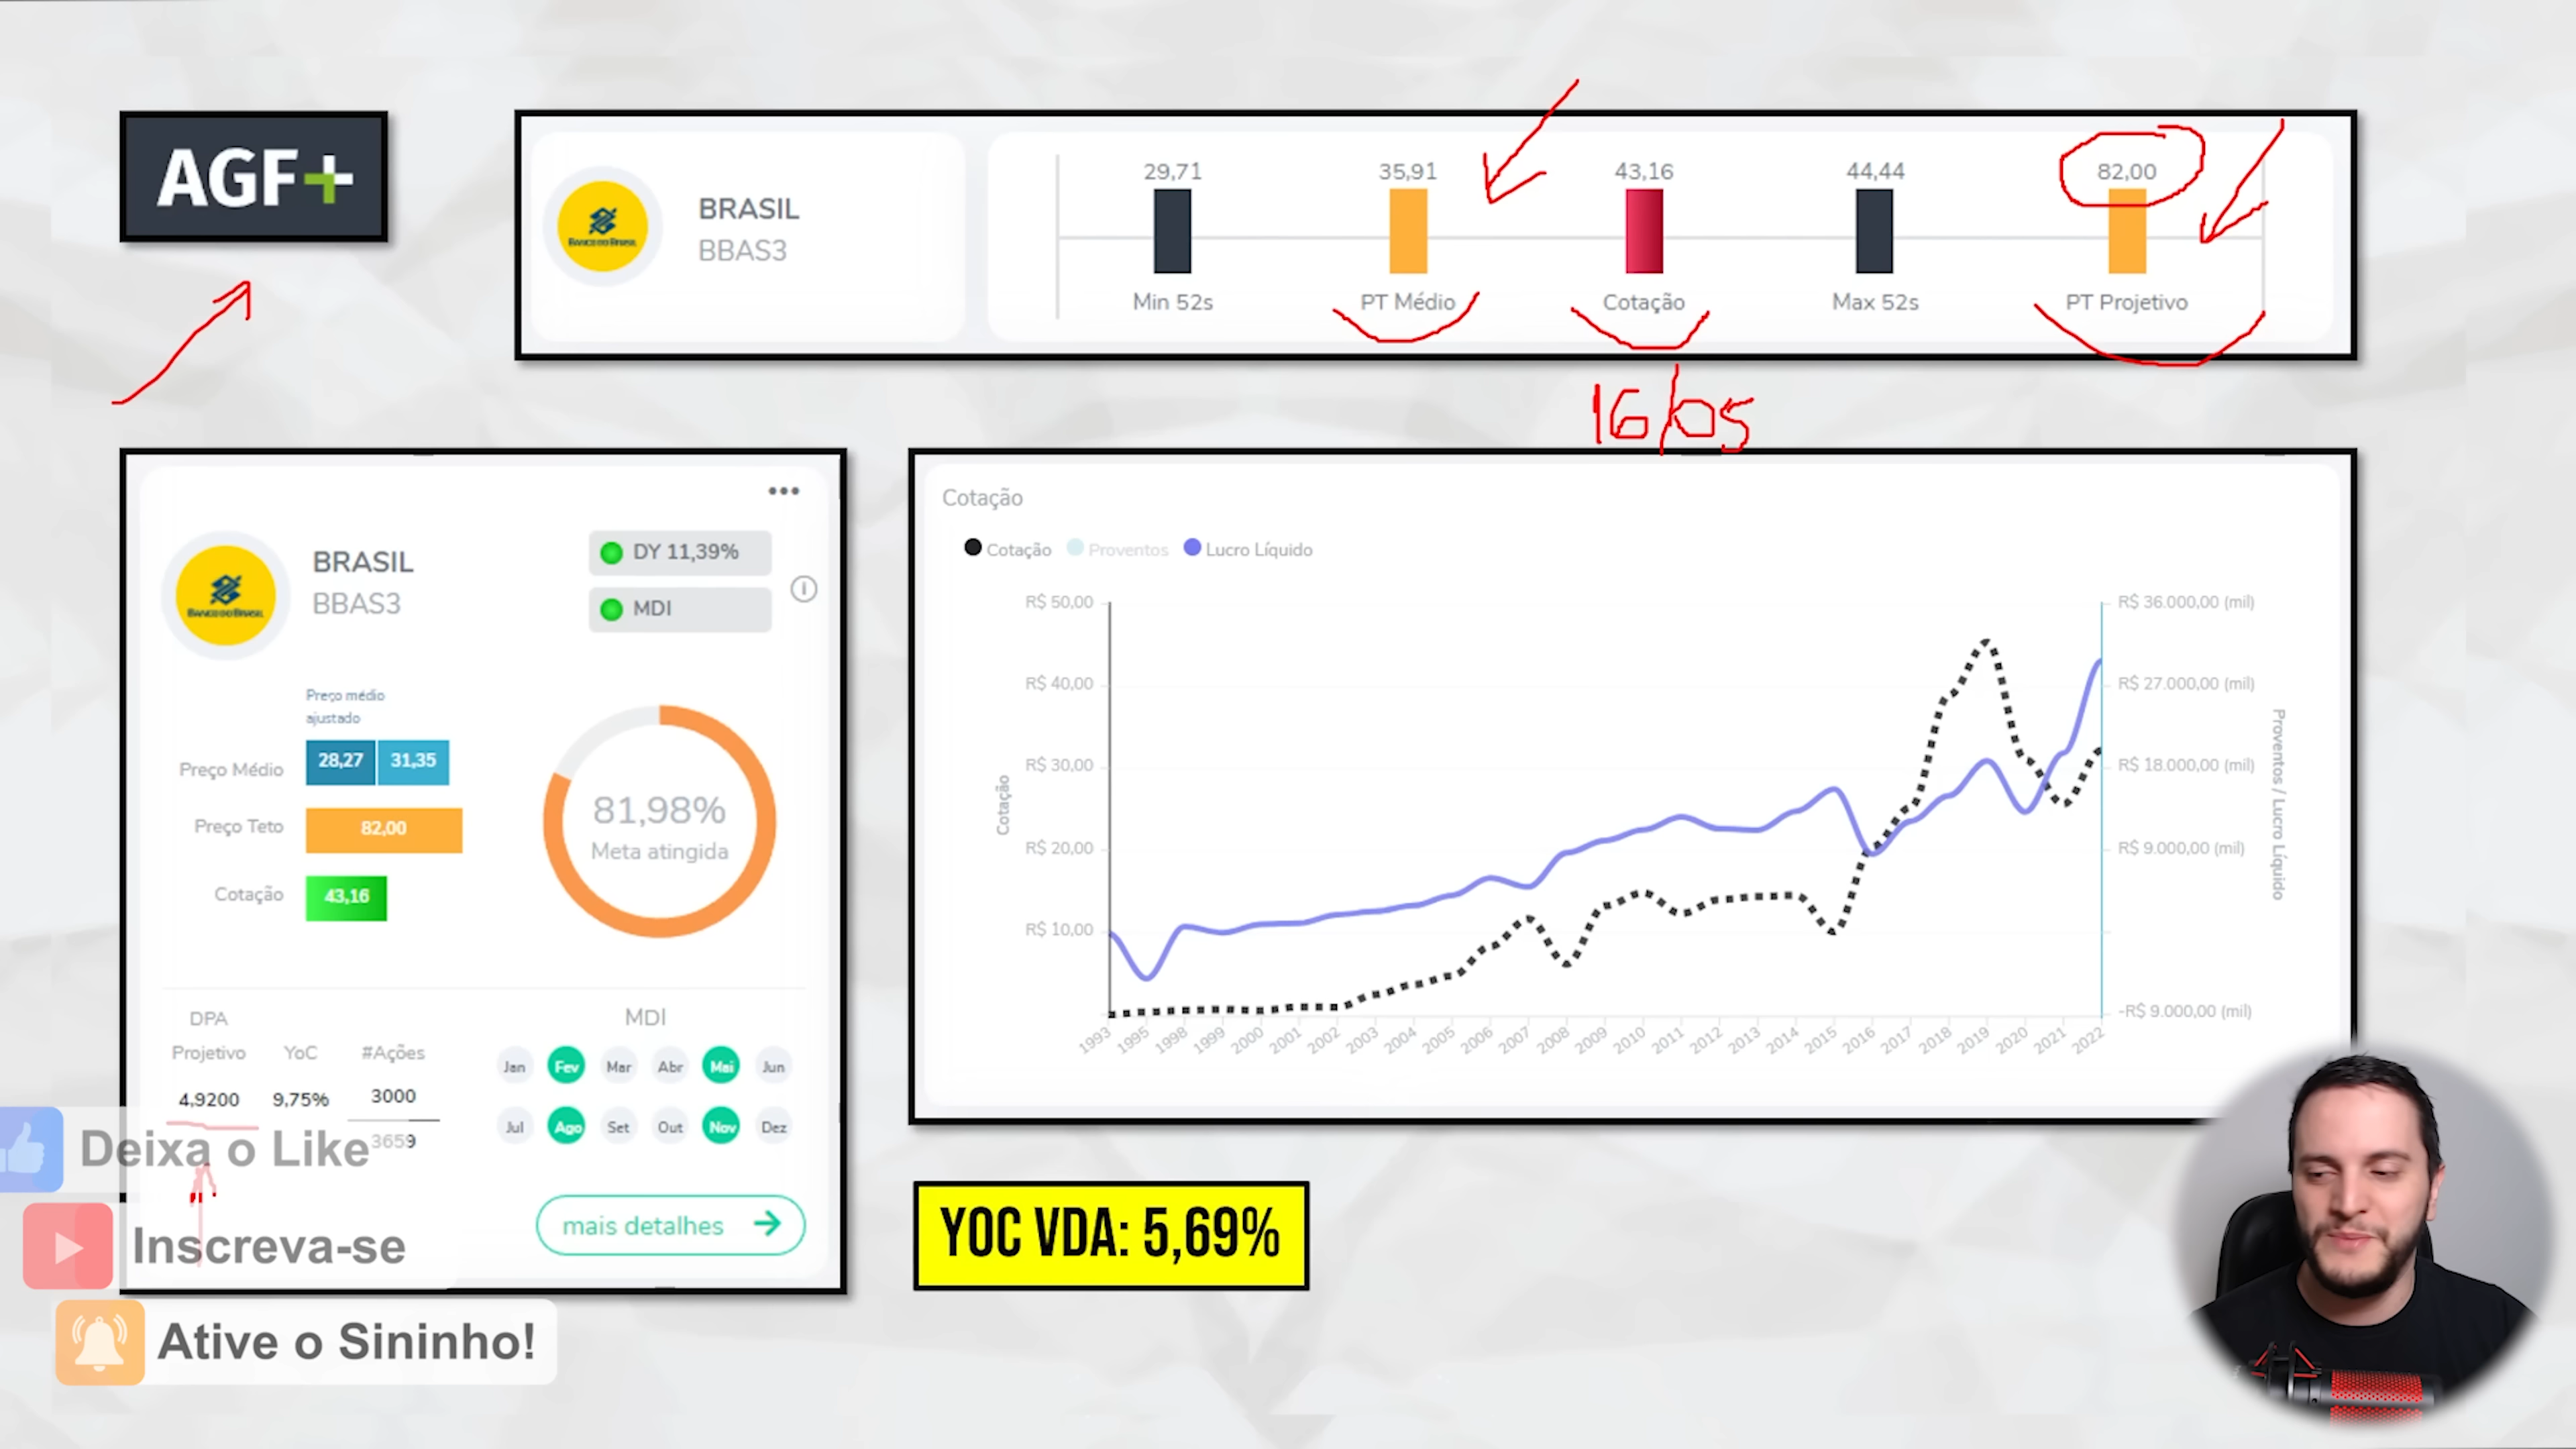 AGF+
BRASIL
BBAS3
BANCO DO BRASIL
29,71
35,91
43,16
44,44
82,00
Min 52s
PT Médio
Cotação
Max 52s
PT Projetivo
16/05
BRASIL
BBAS3
BANCO DO BRASIL
DY 11,39%
MDI
Preço médio
ajustado
Preço Médio
28,27
31,35
Preço Teto
82,00
Cotação
43,16
81,98%
Meta atingida
DPA
Projetivo
YoC
#Ações
4,9200
9,75%
3000
3659
MDI
Jan Fev Mar Abr Mai Jun
Jul Ago Set Out Nov Dez
mais detalhes
Cotação
Cotação Proventos Lucro Líquido
R$ 50,00
R$ 40,00
R$ 30,00
R$ 20,00
R$ 10,00
Cotação
R$ 36.000,00 (mil)
R$ 27.000,00 (mil)
R$ 18.000,00 (mil)
R$ 9.000,00 (mil)
-R$ 9.000,00 (mil)
Proventos / Lucro Líquido
1993 1995 1998 1999 2000 2001 2002 2003 2004 2005 2006 2007 2008 2009 2010 2011 2012 2013 2014 2015 2016 2017 2018 2019 2020 2021 2022
YOC VDA: 5,69%
Deixa o Like
Inscreva-se
Ative o Sininho!